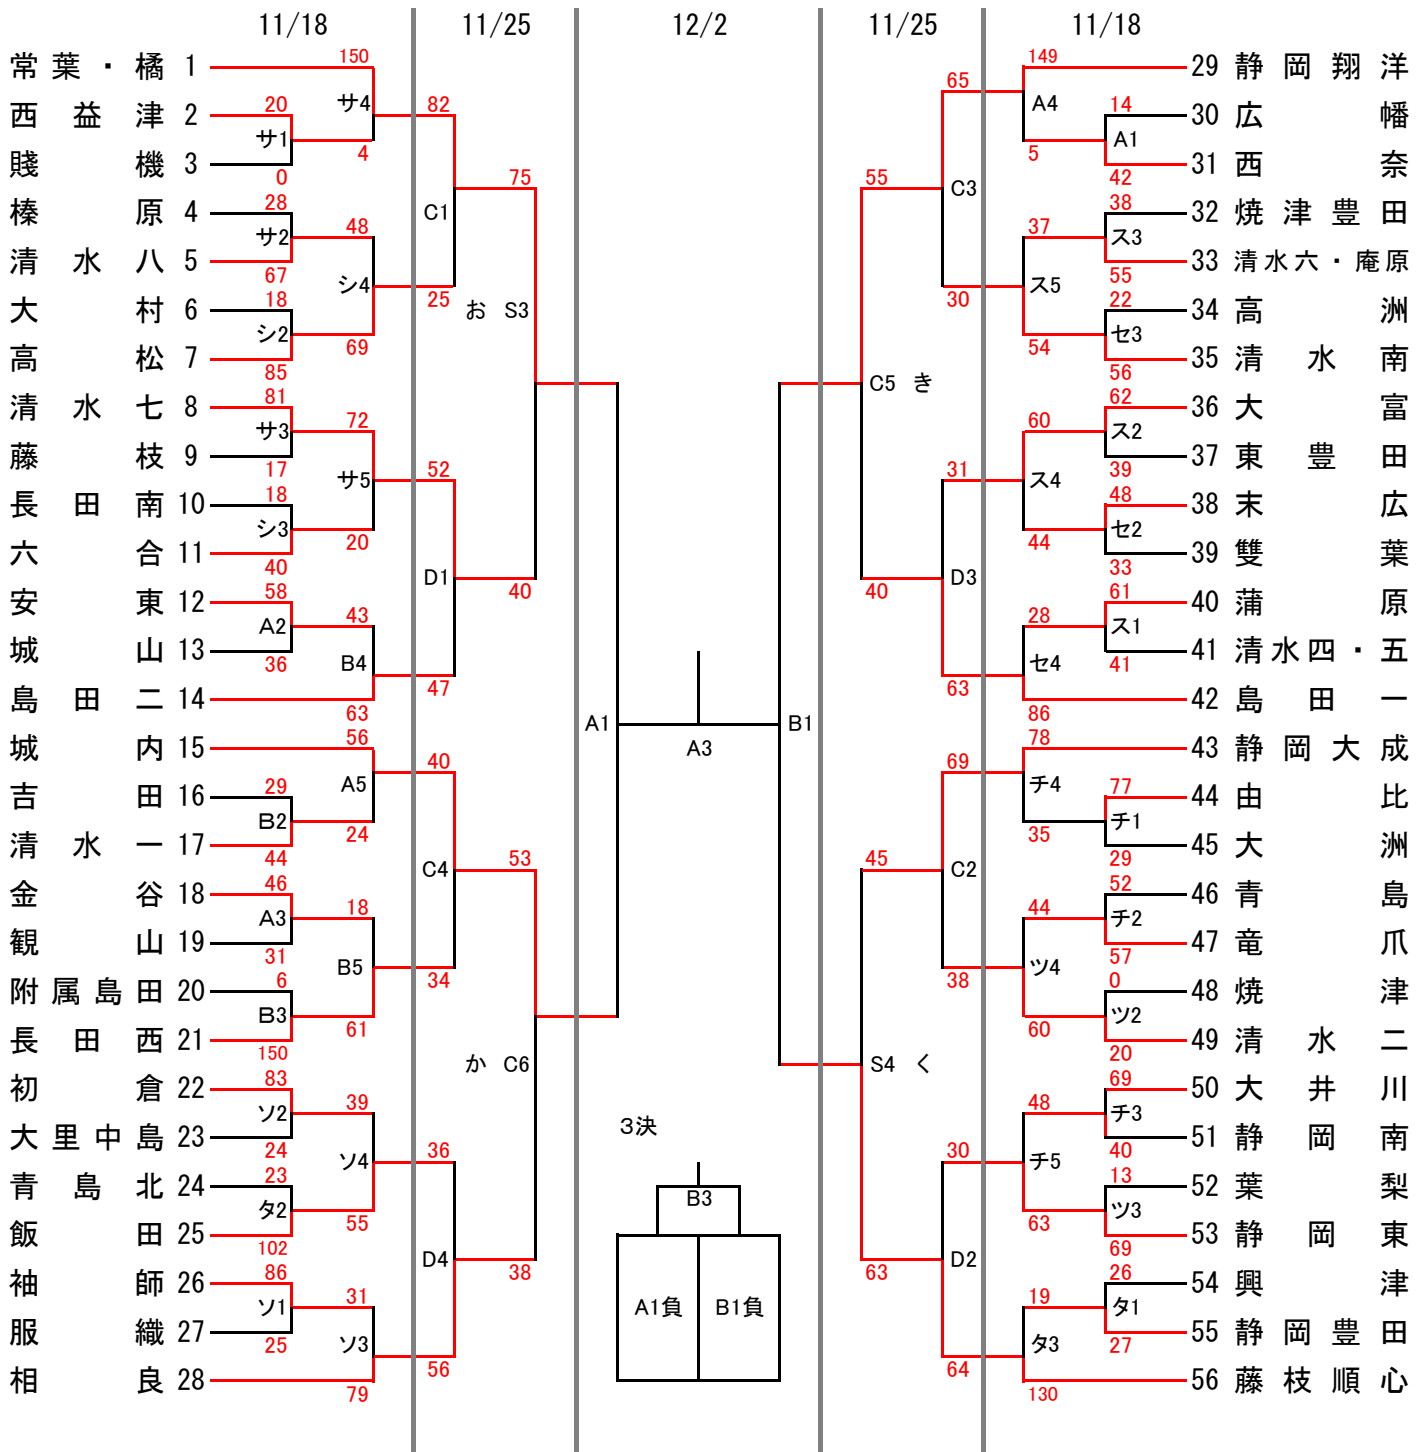 11/18 11/25 12/2 11/25 11/18
150 149
常葉・橘 1 29 静岡翔洋
65
サ4 A4
20 82 14
西益津 2 30 広幡
サ1 A1
4 5
賤機 3 31 西奈
0 75 55 C3 42
28 38
榛原 4 C1 32 焼津豊田
サ2 48 37 ス3
清水八 5 33 清水六・庵原
67 シ4 ス5 55
18 25 30 22
大村 6 お S3 34 高洲
シ2 セ3
69 54
高松 7 35 清水南
85 C5 き 56
81 62
清水七 8 36 大富
サ3 72 60 ス2
藤枝 9 37 東豊田
17 52 31 39
サ5 ス4
18 48
長田南 10 38 末広
シ3 セ2
20 44
六合 11 39 雙葉
40 D1 D3 33
58 40 40 61
安東 12 40 蒲原
A2 43 28 ス1
城山 13 41 清水四・五
36 B4 セ4 41
47 63
島田二 14 42 島田一
63 86
A1 B1
56 78
城内 15 A3 43 静岡大成
40 69
A5 チ4
29 77
吉田 16 44 由比
B2 チ1
24 35
清水一 17 45 大洲
44 53 45 29
C4 C2
46 52
金谷 18 46 青島
A3 18 44 チ2
観山 19 47 竜爪
31 B5 ツ4 57
6 34 38 0
附属島田 20 48 焼津
B3 ツ2
61 60
長田西 21 49 清水二
150 か C6 S4 く 20
83 69
初倉 22 50 大井川
ソ2 39 48 チ3
3決
大里中島 23 51 静岡南
24 36 30 40
ソ4 チ5
23 13
青島北 24 52 葉梨
B3
タ2 ツ3
55 63
飯田 25 53 静岡東
102 D4 D2 69
86 38 63 26
袖師 26 54 興津
ソ1 31 A1負 B1負 19 タ1
服織 27 55 静岡豊田
25 ソ3 タ3 27
56 64
相良 28 56 藤枝順心
79 130